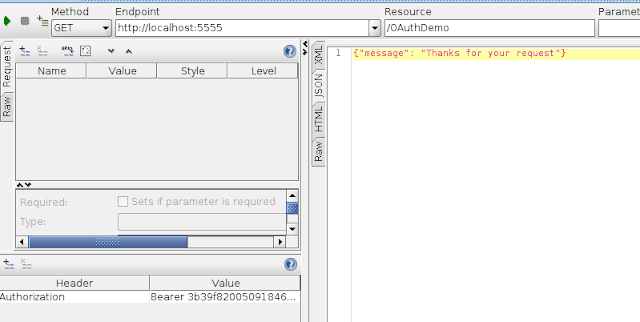 Method Endpoint Resource Paramet
GET http://localhost:5555 /OAuthDemo
Request
Raw
Name Value Style Level
Required: Sets if parameter is required
Type:
Header Value
Authorization Bearer 3b39f82005091846...
XML
JSON
HTML
Raw
1 {"message": "Thanks for your request"}